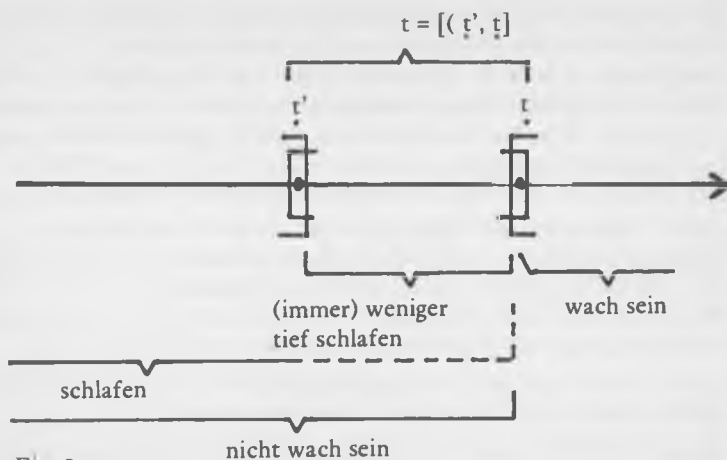 t = [( ṭ', ṭ]
ṭ' ṭ
(immer) weniger
tief schlafen
wach sein
schlafen
nicht wach sein